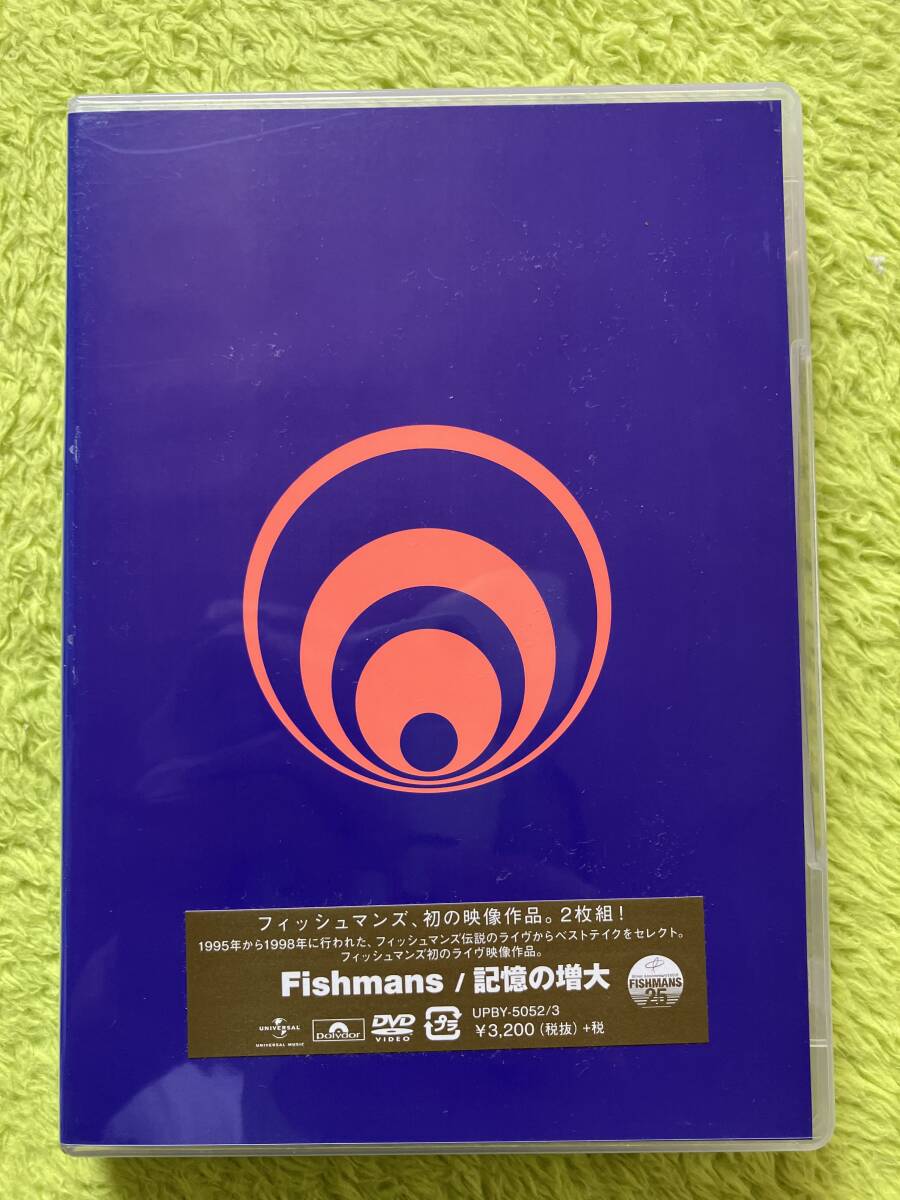 フィッシュマンズ、初の映像作品。2枚組!
1995年から1998年に行われた、フィッシュマンズ伝説のライヴからベストテイクをセレクト。
フィッシュマンズ初のライヴ映像作品。
Fishmans / 記憶の増大
FISHMANS
25
UPBY-5052/3
¥3,200(税抜)+税
UNIVERSAL
UNIVERSAL MUSIC
Polydor
DVD
VIDEO
プラ